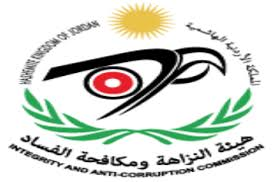 HASHEMITE KINGDOM OF JORDAN
المملكة الأردنية الهاشمية
هيئة النزاهة ومكافحة الفساد
INTEGRITY AND ANTI-CORRUPTION COMMISSION